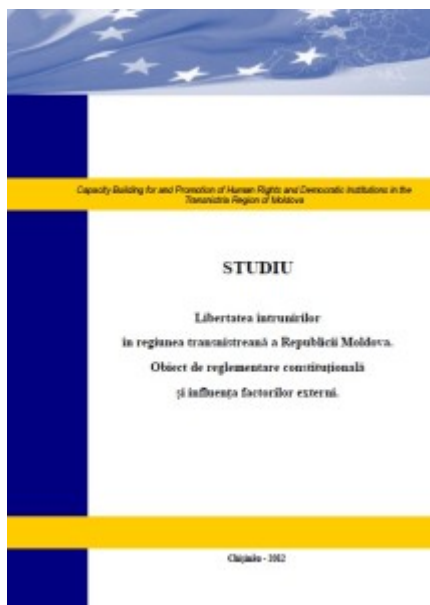 Capacity Building for and Promotion of Human Rights and Democratic Institutions in the
Transnistria Region of Moldova
STUDIU
Libertatea întrunirilor
în regiunea transnistreană a Republicii Moldova.
Obiect de reglementare constituțională
și influența factorilor externi.
Chișinău - 2012